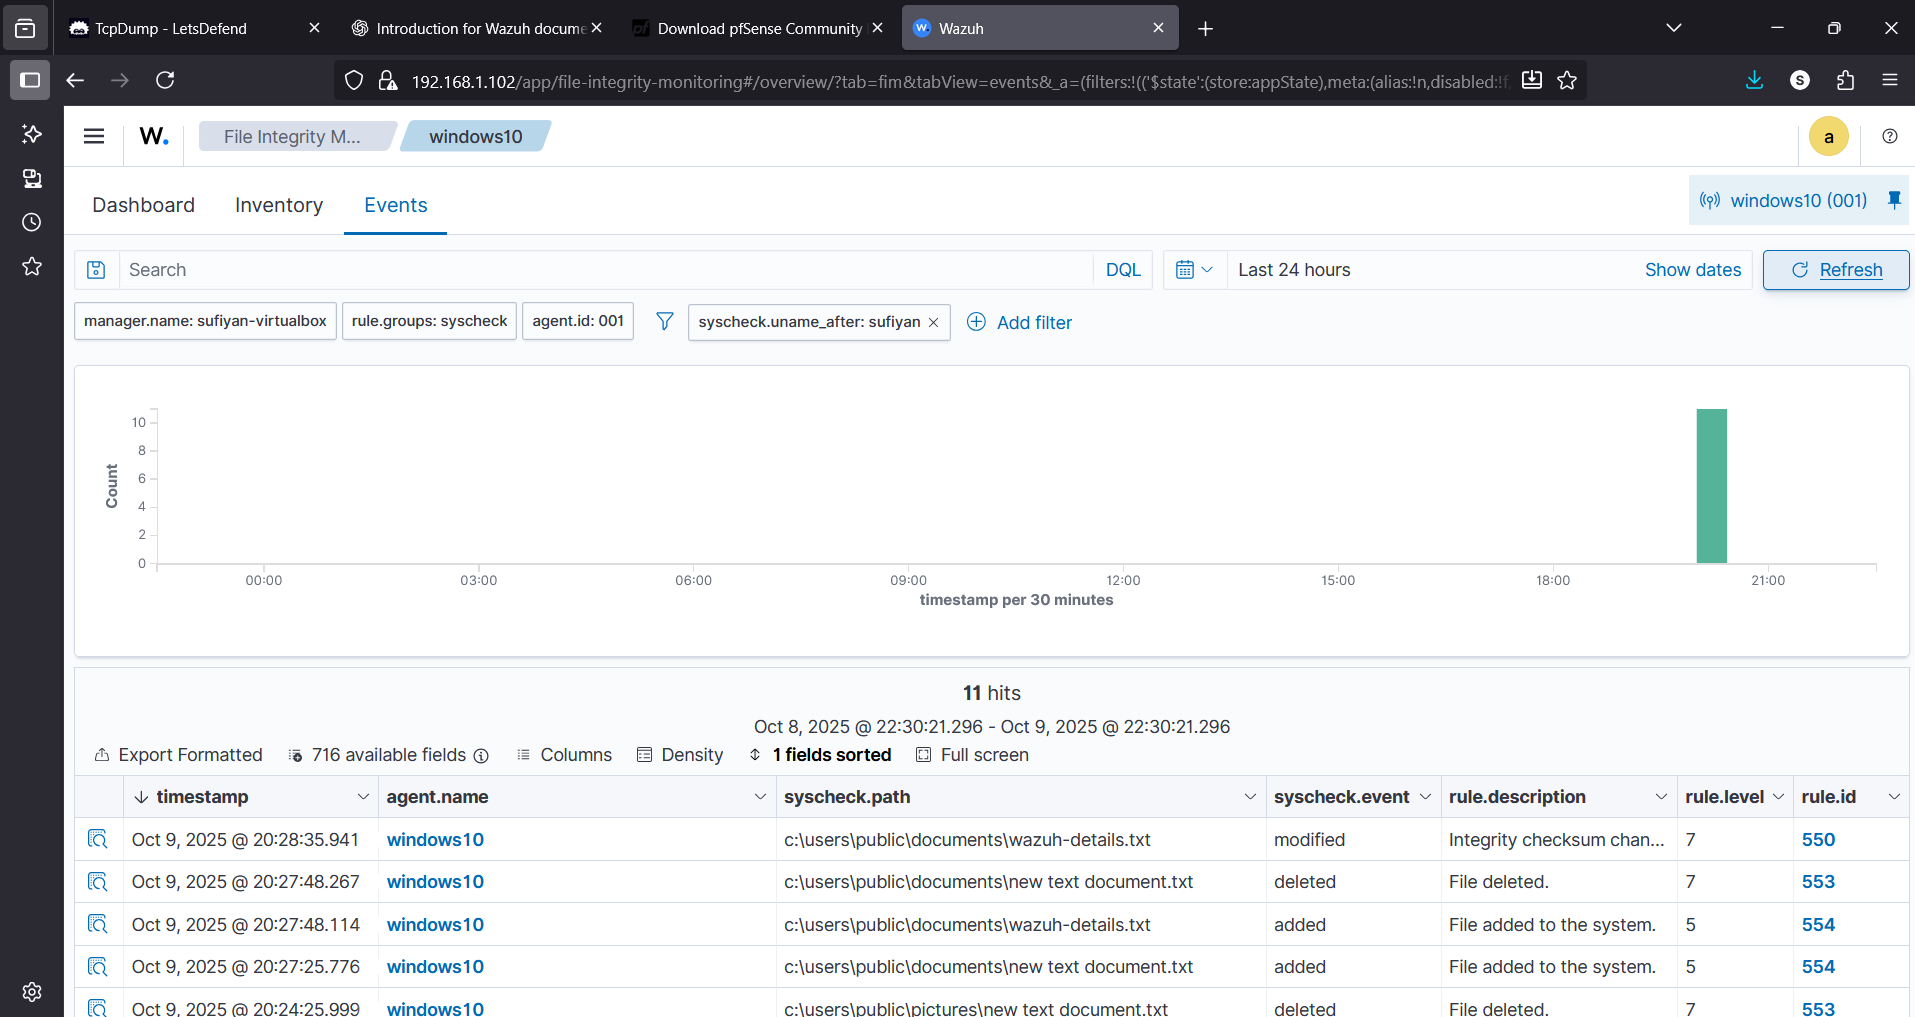 TcpDump - LetsDefend
Introduction for Wazuh docume
Download pfSense Community
Wazuh
192.168.1.102/app/file-integrity-monitoring#/overview/?tab=fim&tabView=events&_a=(filters:!(('$state':(store:appState),meta:(alias:!n,disabled:!f,
S
W.
File Integrity M...
windows10
a
Dashboard
Inventory
Events
windows10 (001)
Search
DQL
Last 24 hours
Show dates
Refresh
manager.name: sufiyan-virtualbox
rule.groups: syscheck
agent.id: 001
syscheck.uname_after: sufiyan
Add filter
Count
10
8
6
4
2
0
00:00
03:00
06:00
09:00
12:00
15:00
18:00
21:00
timestamp per 30 minutes
11 hits
Oct 8, 2025 @ 22:30:21.296 - Oct 9, 2025 @ 22:30:21.296
Export Formatted
716 available fields
Columns
Density
1 fields sorted
Full screen
timestamp agent.name syscheck.path syscheck.event rule.description rule.level rule.id
Oct 9, 2025 @ 20:28:35.941 windows10 c:\users\public\documents\wazuh-details.txt modified Integrity checksum chan... 7 550
Oct 9, 2025 @ 20:27:48.267 windows10 c:\users\public\documents\new text document.txt deleted File deleted. 7 553
Oct 9, 2025 @ 20:27:48.114 windows10 c:\users\public\documents\wazuh-details.txt added File added to the system. 5 554
Oct 9, 2025 @ 20:27:25.776 windows10 c:\users\public\documents\new text document.txt added File added to the system. 5 554
Oct 9, 2025 @ 20:24:25.999 windows10 c:\users\public\pictures\new text document.txt deleted File deleted. 7 553